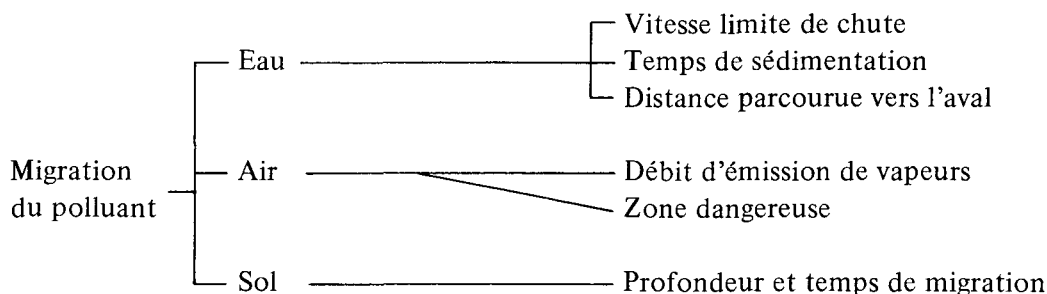 Vitesse limite de chute
Eau
Temps de sédimentation
Distance parcourue vers l'aval
Migration
du polluant
Air
Débit d'émission de vapeurs
Zone dangereuse
Sol
Profondeur et temps de migration